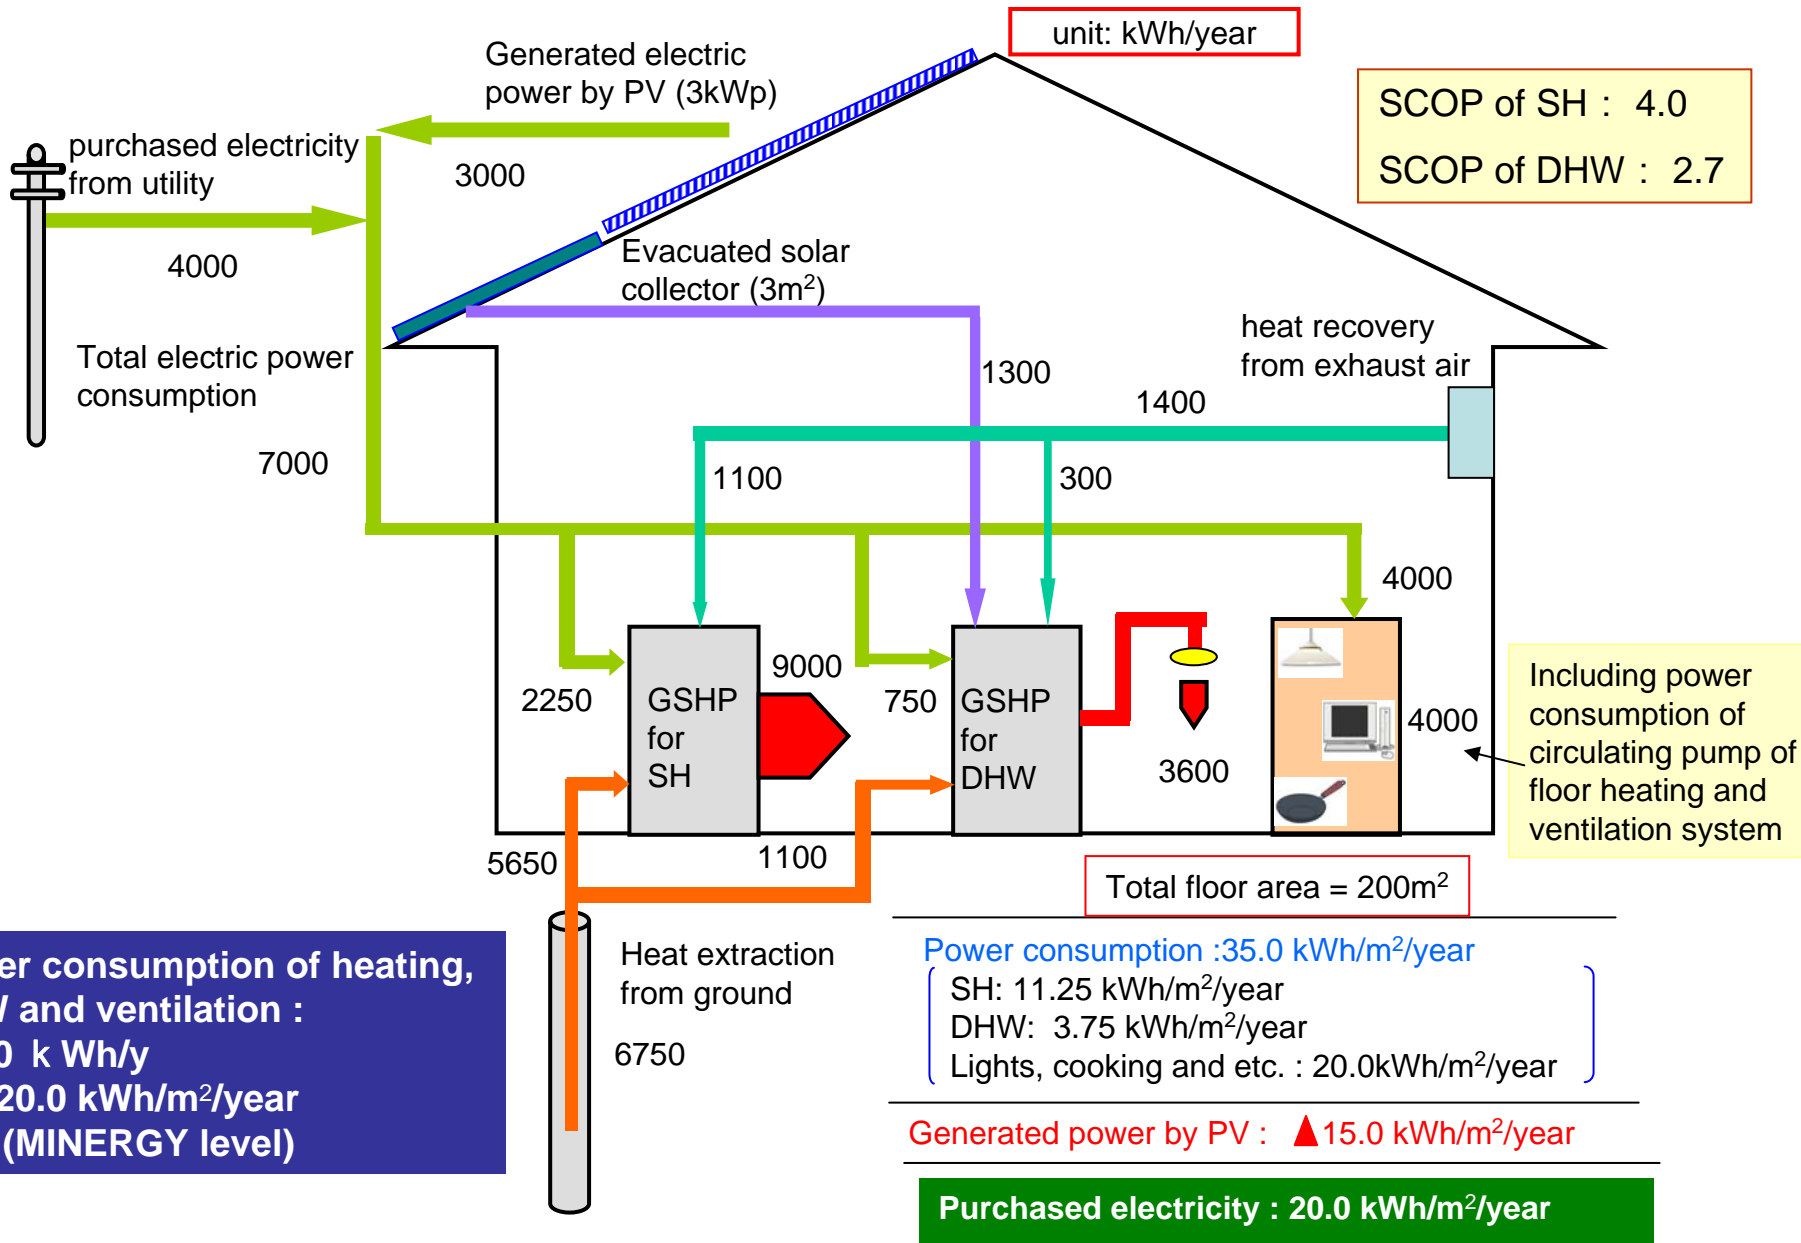 unit: kWh/year
Generated electric
power by PV (3kWp)
3000
SCOP of SH : 4.0
SCOP of DHW : 2.7
purchased electricity
from utility
4000
Evacuated solar
collector (3m²)
heat recovery
from exhaust air
Total electric power
consumption
7000
1300
1400
1100
300
4000
2250
GSHP
for
SH
9000
750
GSHP
for
DHW
3600
4000
Including power
consumption of
circulating pump of
floor heating and
ventilation system
5650
1100
Total floor area = 200m²
Heat extraction
from ground
6750
er consumption of heating,
and ventilation :
0 k Wh/y
20.0 kWh/m²/year
(MINERGY level)
Power consumption :35.0 kWh/m²/year
SH: 11.25 kWh/m²/year
DHW: 3.75 kWh/m²/year
Lights, cooking and etc. : 20.0kWh/m²/year
Generated power by PV : ▲15.0 kWh/m²/year
Purchased electricity : 20.0 kWh/m²/year